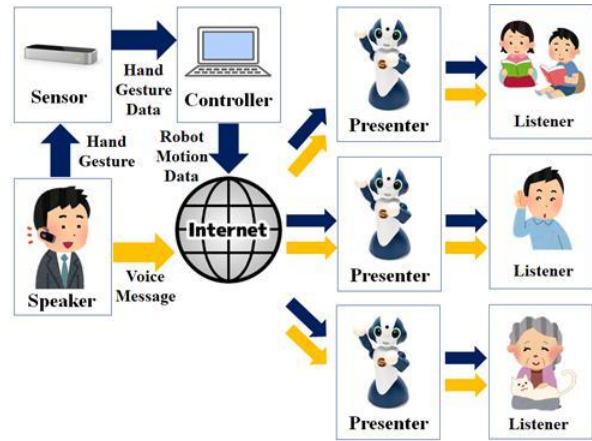 Sensor
Hand
Gesture
Data
Controller
Hand
Gesture
Robot
Motion
Data
Speaker
Voice
Message
Internet
Presenter
Listener
Presenter
Listener
Presenter
Listener